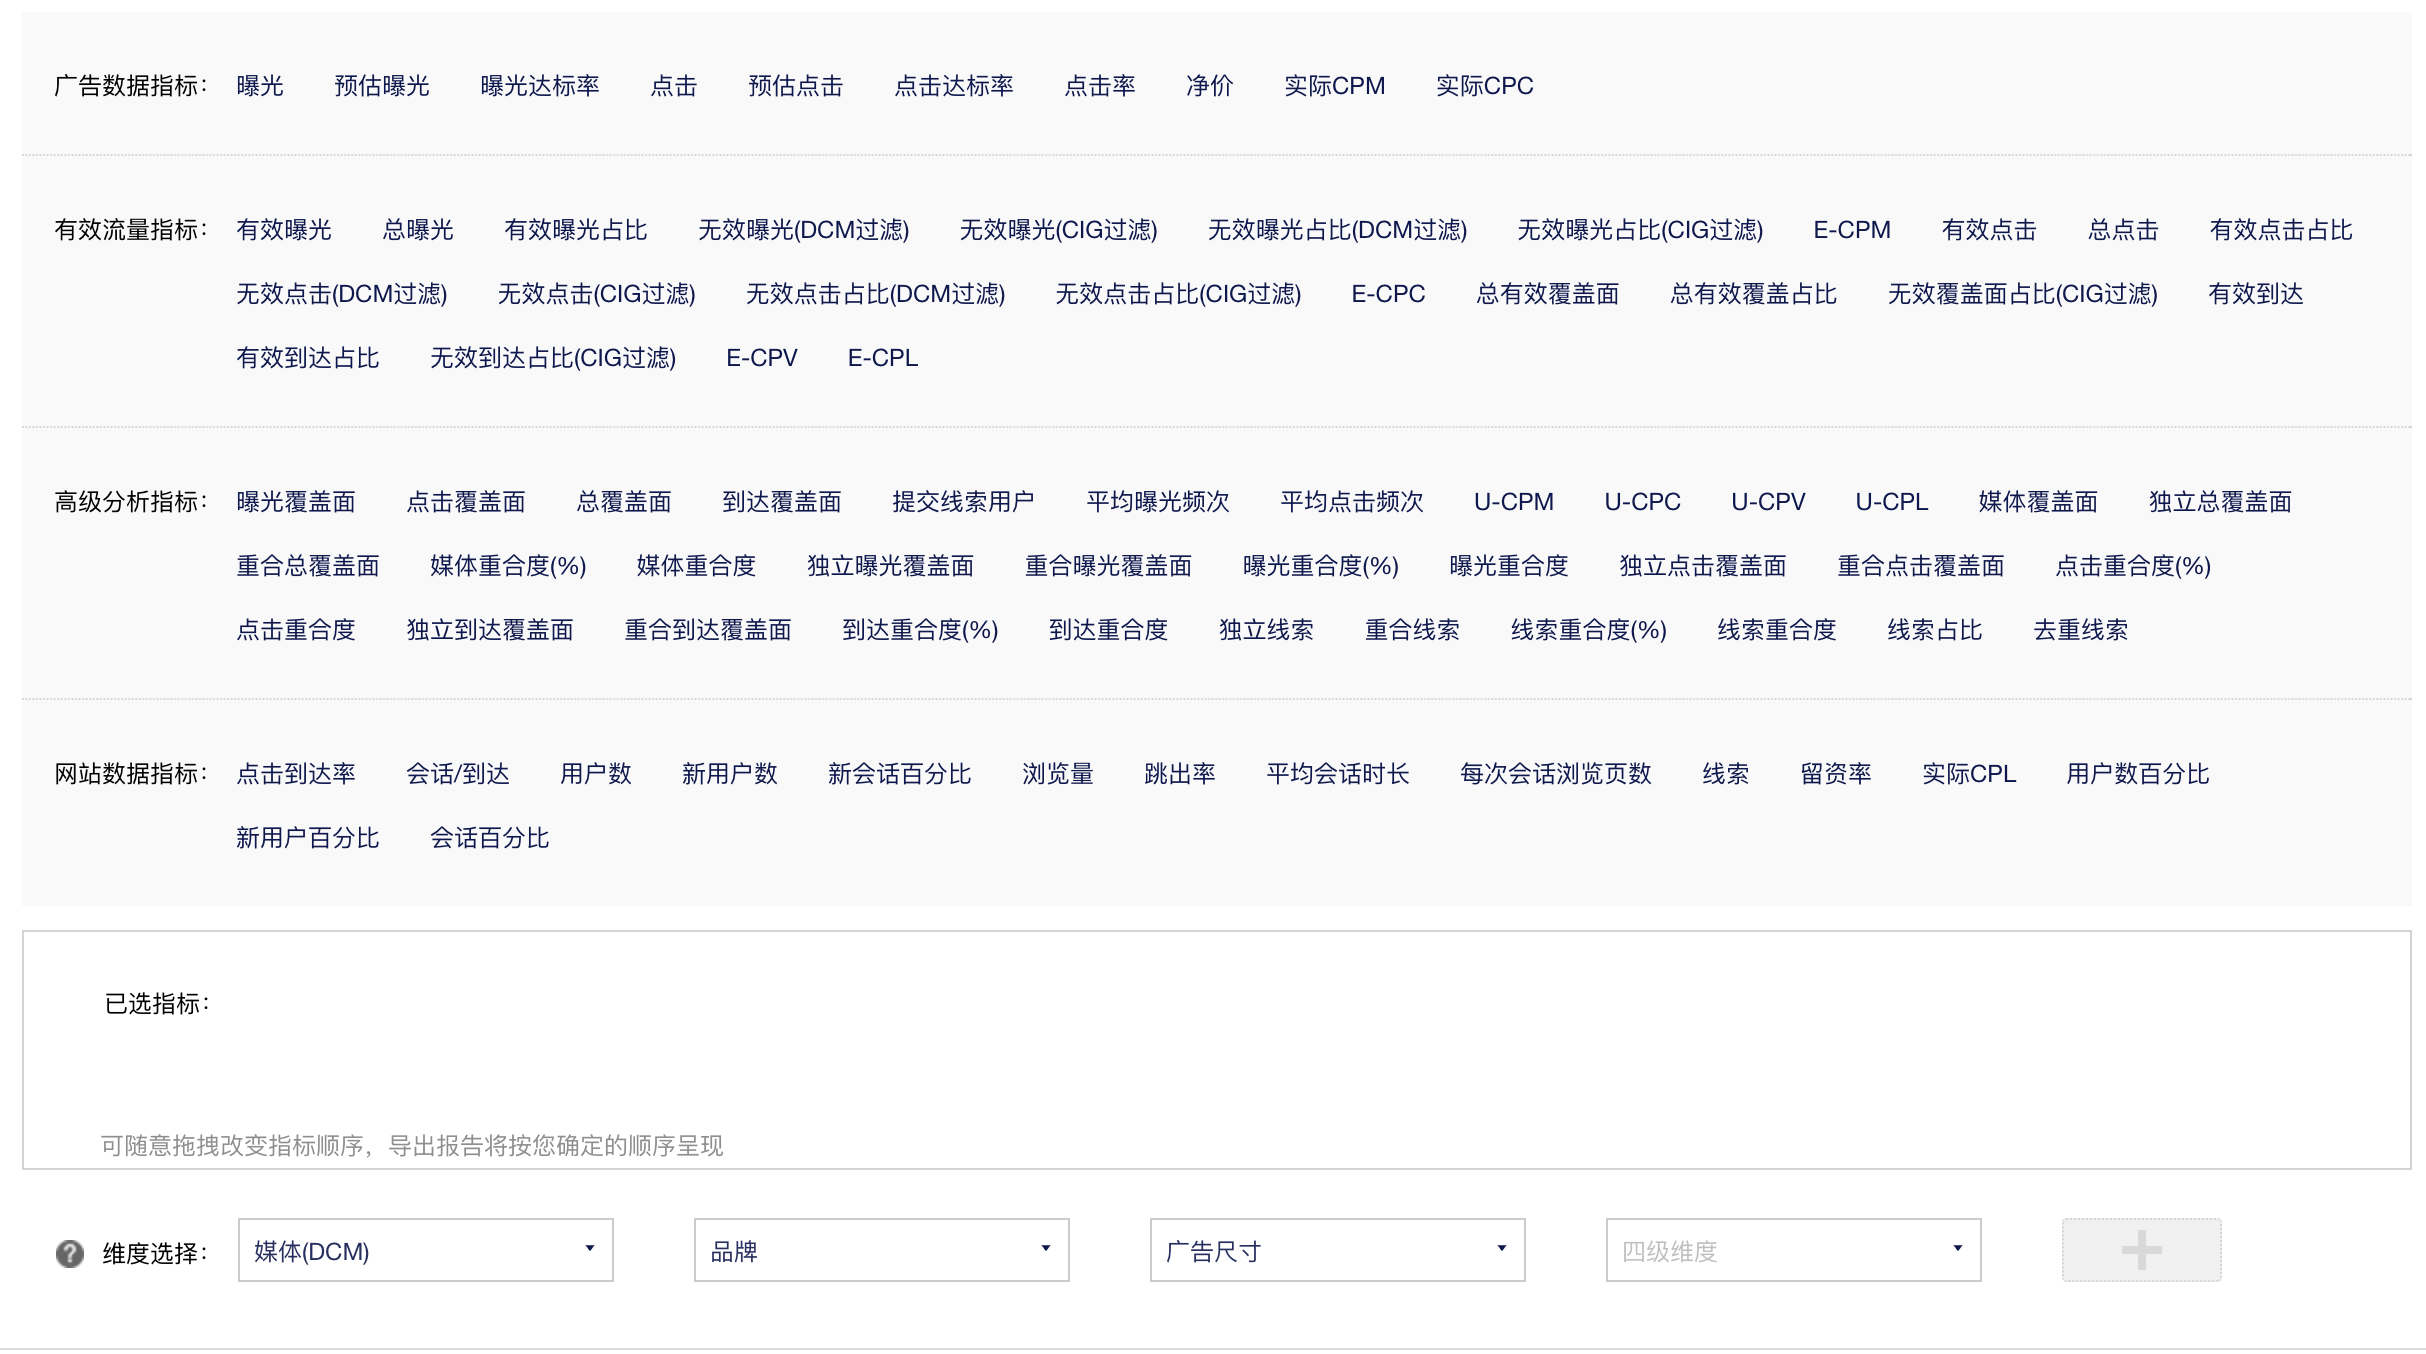 广告数据指标： 曝光 预估曝光 曝光达标率 点击 预估点击 点击达标率 点击率 净价 实际CPM 实际CPC
有效流量指标： 有效曝光 总曝光 有效曝光占比 无效曝光(DCM过滤) 无效曝光(CIG过滤) 无效曝光占比(DCM过滤) 无效曝光占比(CIG过滤) E-CPM 有效点击 总点击 有效点击占比
无效点击(DCM过滤) 无效点击(CIG过滤) 无效点击占比(DCM过滤) 无效点击占比(CIG过滤) E-CPC 总有效覆盖面 总有效覆盖占比 无效覆盖面占比(CIG过滤) 有效到达
有效到达占比 无效到达占比(CIG过滤) E-CPV E-CPL
高级分析指标： 曝光覆盖面 点击覆盖面 总覆盖面 到达覆盖面 提交线索用户 平均曝光频次 平均点击频次 U-CPM U-CPC U-CPV U-CPL 媒体覆盖面 独立总覆盖面
重合总覆盖面 媒体重合度(%) 媒体重合度 独立曝光覆盖面 重合曝光覆盖面 曝光重合度(%) 曝光重合度 独立点击覆盖面 重合点击覆盖面 点击重合度(%)
点击重合度 独立到达覆盖面 重合到达覆盖面 到达重合度(%) 到达重合度 独立线索 重合线索 线索重合度(%) 线索重合度 线索占比 去重线索
网站数据指标： 点击到达率 会话/到达 用户数 新用户数 新会话百分比 浏览量 跳出率 平均会话时长 每次会话浏览页数 线索 留资率 实际CPL 用户数百分比
新用户百分比 会话百分比
已选指标：
可随意拖拽改变指标顺序，导出报告将按您确定的顺序呈现
? 维度选择： 媒体(DCM) 品牌 广告尺寸 四级维度